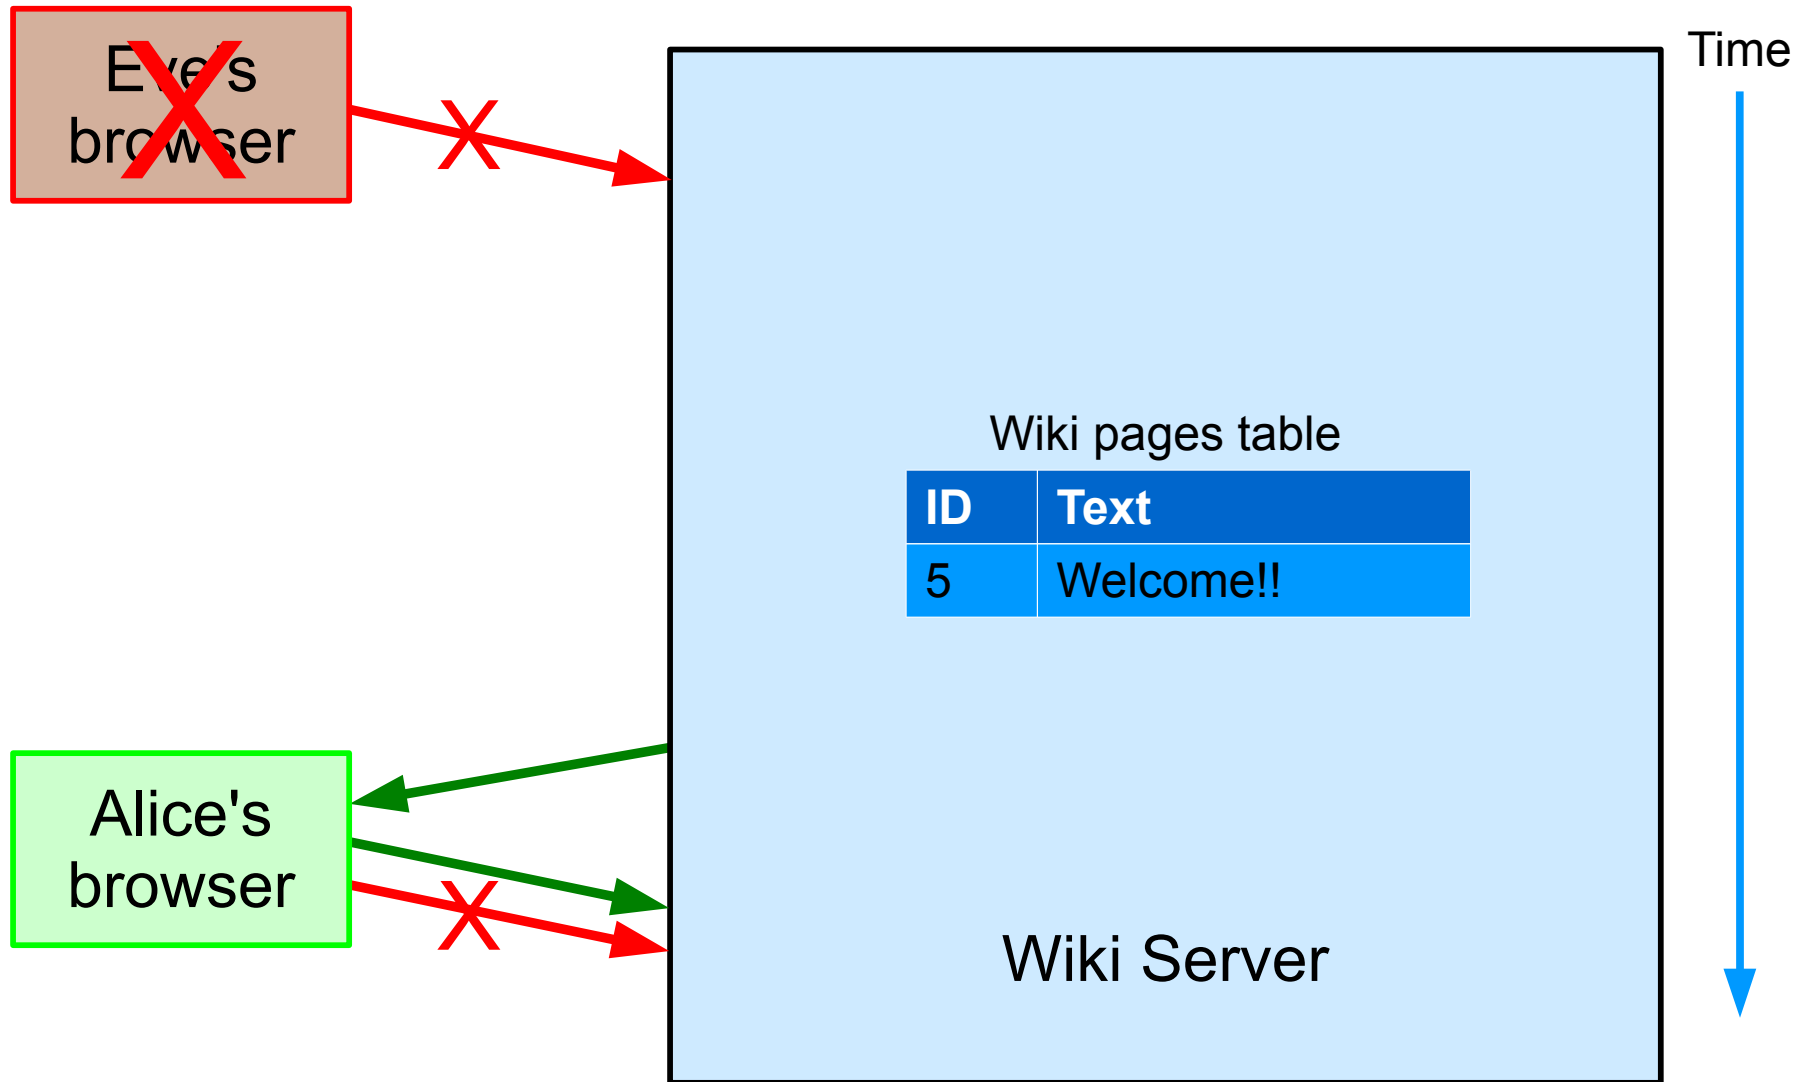 Eve's
browser
X
X
Time
Wiki pages table
ID Text
5 Welcome!!
Alice's
browser
X
Wiki Server